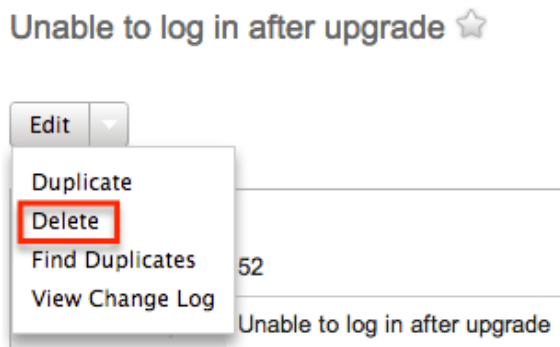 Unable to log in after upgrade
Edit
Duplicate
Delete
Find Duplicates
52
View Change Log
Unable to log in after upgrade